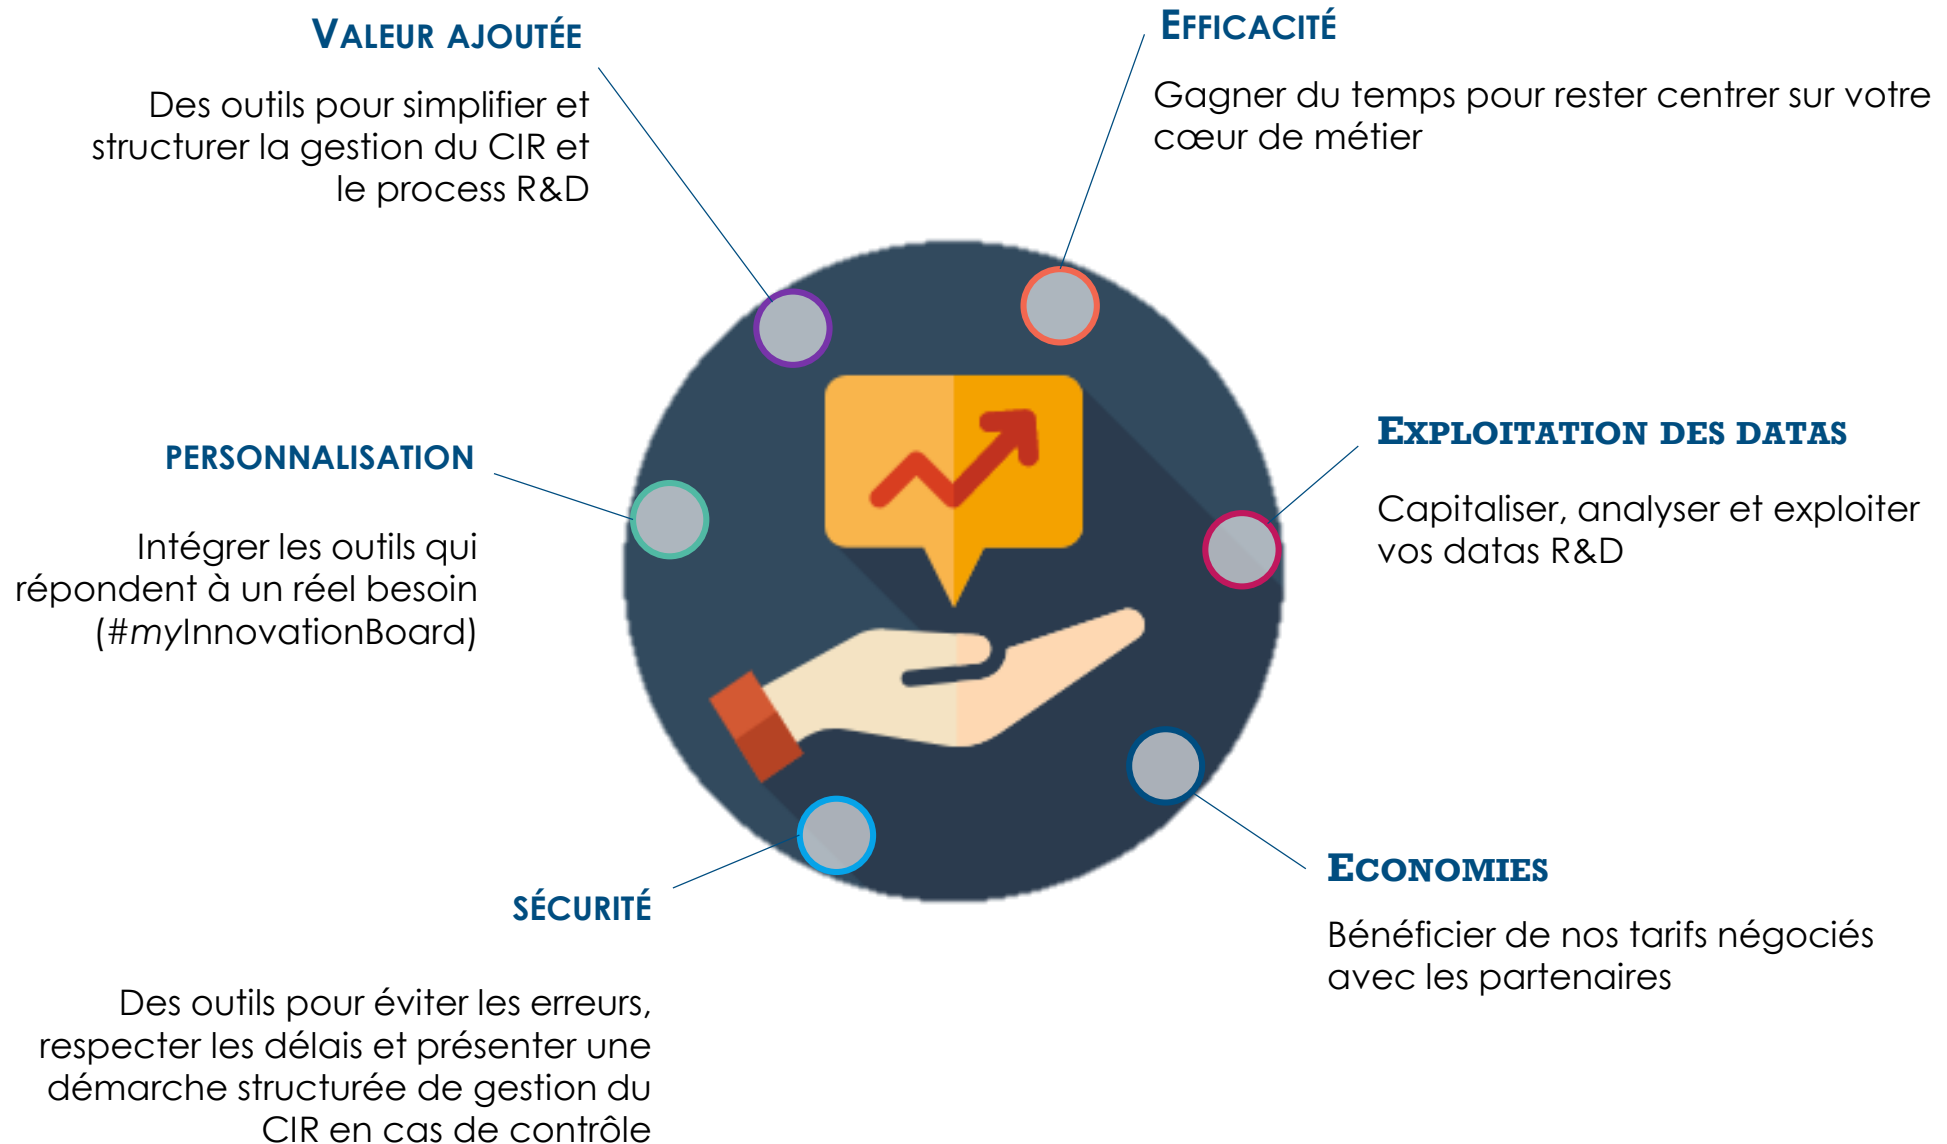 VALEUR AJOUTÉE
Des outils pour simplifier et
structurer la gestion du CIR et
le process R&D
EFFICACITÉ
Gagner du temps pour rester centrer sur votre
cœur de métier
PERSONNALISATION
Intégrer les outils qui
répondent à un réel besoin
(#myInnovationBoard)
EXPLOITATION DES DATAS
Capitaliser, analyser et exploiter
vos datas R&D
SÉCURITÉ
Des outils pour éviter les erreurs,
respecter les délais et présenter une
démarche structurée de gestion du
CIR en cas de contrôle
ECONOMIES
Bénéficier de nos tarifs négociés
avec les partenaires